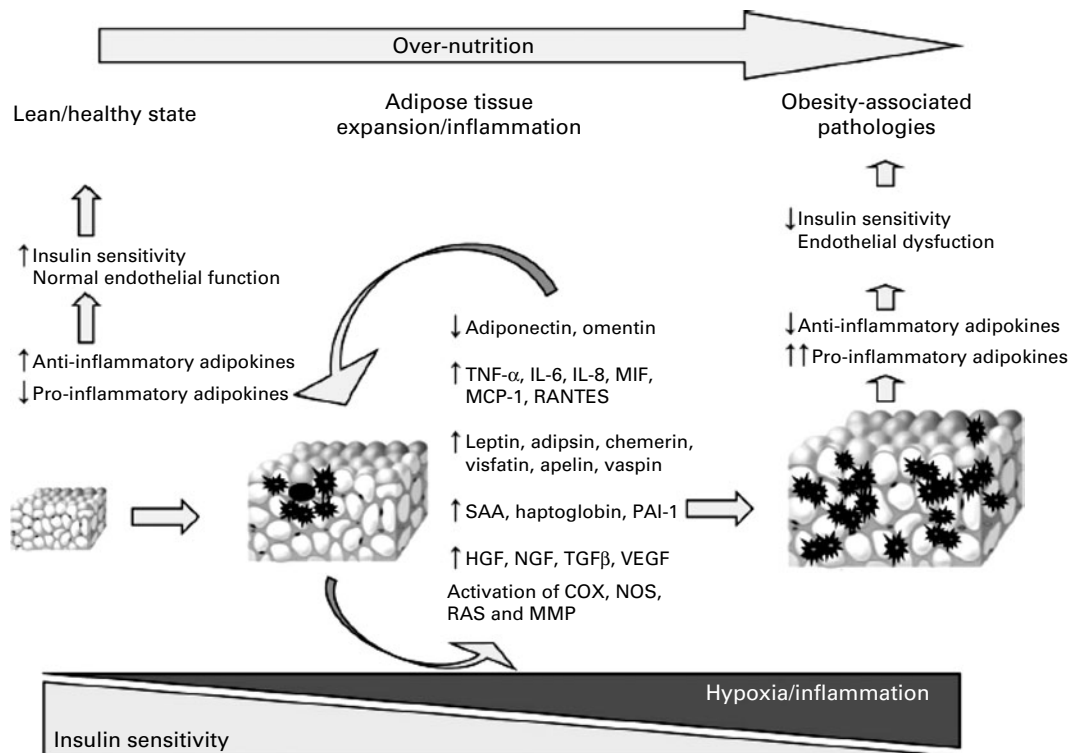 Over-nutrition
Lean/healthy state
Adipose tissue
expansion/inflammation
Obesity-associated
pathologies
↑Insulin sensitivity
Normal endothelial function
↑Anti-inflammatory adipokines
↓Pro-inflammatory adipokines
↓Adiponectin, omentin
↑TNF-α, IL-6, IL-8, MIF,
MCP-1, RANTES
↑Leptin, adipsin, chemerin,
visfatin, apelin, vaspin
↑SAA, haptoglobin, PAI-1
↑HGF, NGF, TGFβ, VEGF
Activation of COX, NOS,
RAS and MMP
↓Insulin sensitivity
Endothelial dysfuction
↓Anti-inflammatory adipokines
↑↑Pro-inflammatory adipokines
Hypoxia/inflammation
Insulin sensitivity